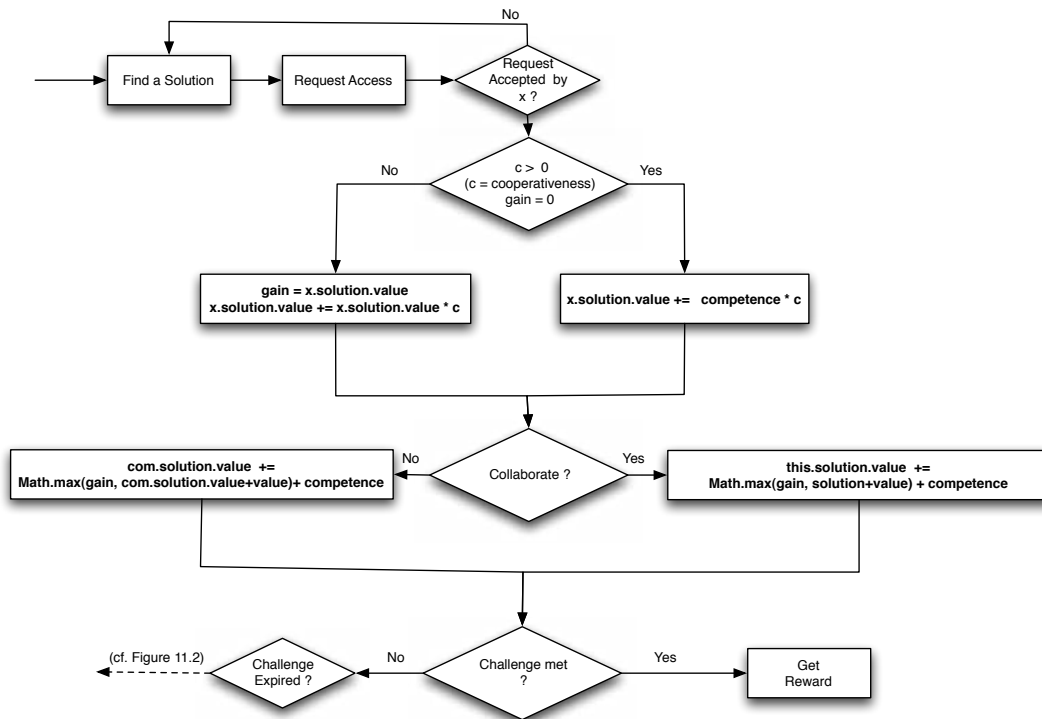 No
Find a Solution
Request Access
Request
Accepted by
x ?
No
Yes
c > 0
(c = cooperativeness)
gain = 0
gain = x.solution.value
x.solution.value += x.solution.value * c
x.solution.value += competence * c
No
Yes
Collaborate ?
com.solution.value +=
Math.max(gain, com.solution.value+value)+ competence
this.solution.value +=
Math.max(gain, solution+value) + competence
(cf. Figure 11.2)
Challenge
Expired ?
No
Challenge met
?
Yes
Get
Reward